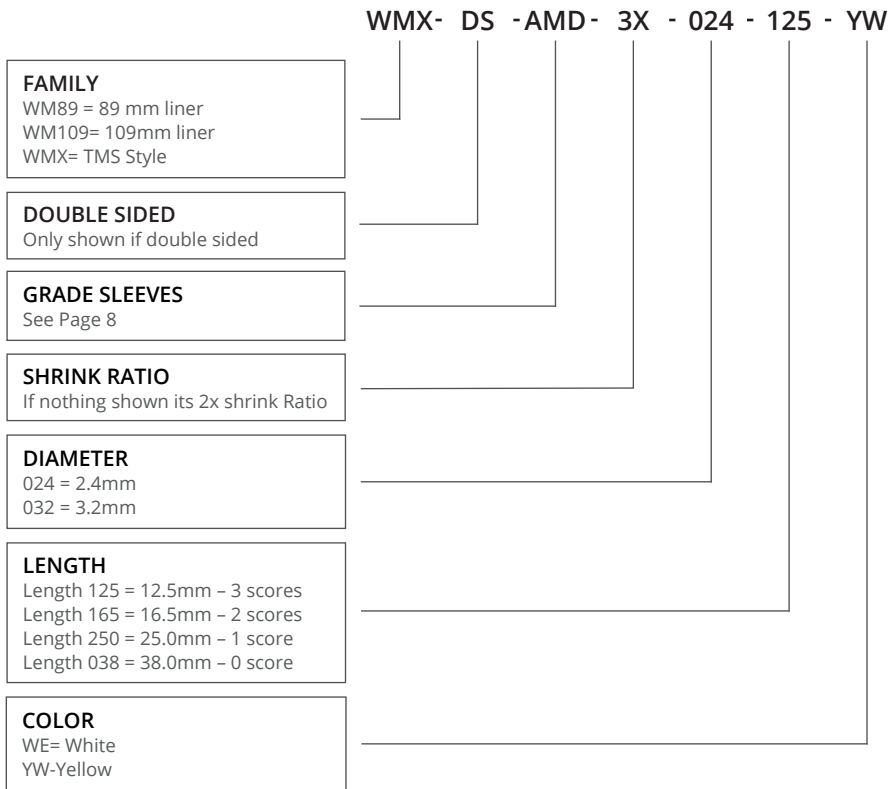 WMX- DS -AMD- 3X - 024 - 125 - YW
FAMILY
WM89 = 89 mm liner
WM109= 109mm liner
WMX= TMS Style
DOUBLE SIDED
Only shown if double sided
GRADE SLEEVES
See Page 8
SHRINK RATIO
If nothing shown its 2x shrink Ratio
DIAMETER
024 = 2.4mm
032 = 3.2mm
LENGTH
Length 125 = 12.5mm – 3 scores
Length 165 = 16.5mm – 2 scores
Length 250 = 25.0mm – 1 score
Length 038 = 38.0mm – 0 score
COLOR
WE= White
YW-Yellow